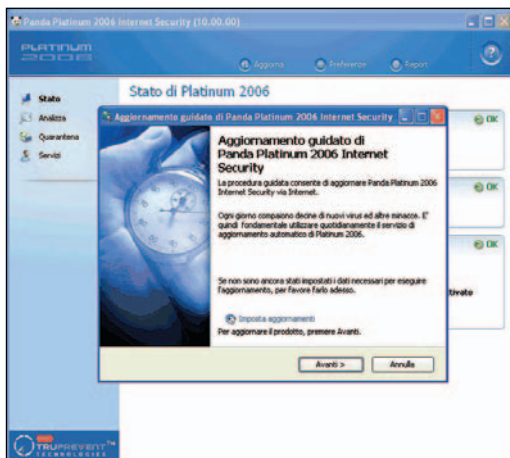 Panda Platinum 2006 Internet Security (10.00.00)
PLATINUM
2006
Aggiorna
Preferenze
Report
?
Stato
Analizza
Quarantena
Servizi
Stato di Platinum 2006
OK
OK
OK
tivato
Aggiornamento guidato di Panda Platinum 2006 Internet Security
Aggiornamento guidato di
Panda Platinum 2006 Internet
Security
La procedura guidata consente di aggiornare Panda Platinum 2006
Internet Security via Internet.
Ogni giorno compaiono decine di nuovi virus ed altre minacce. E'
quindi fondamentale utilizzare quotidianamente il servizio di
aggiornamento automatico di Platinum 2006.
Se non sono ancora stati impostati i dati necessari per eseguire
l'aggiornamento, per favore farlo adesso.
Imposta aggiornamenti
Per aggiornare il prodotto, premere Avanti.
Avanti >
Annulla
TRUPREVENT™
TECHNOLOGIES